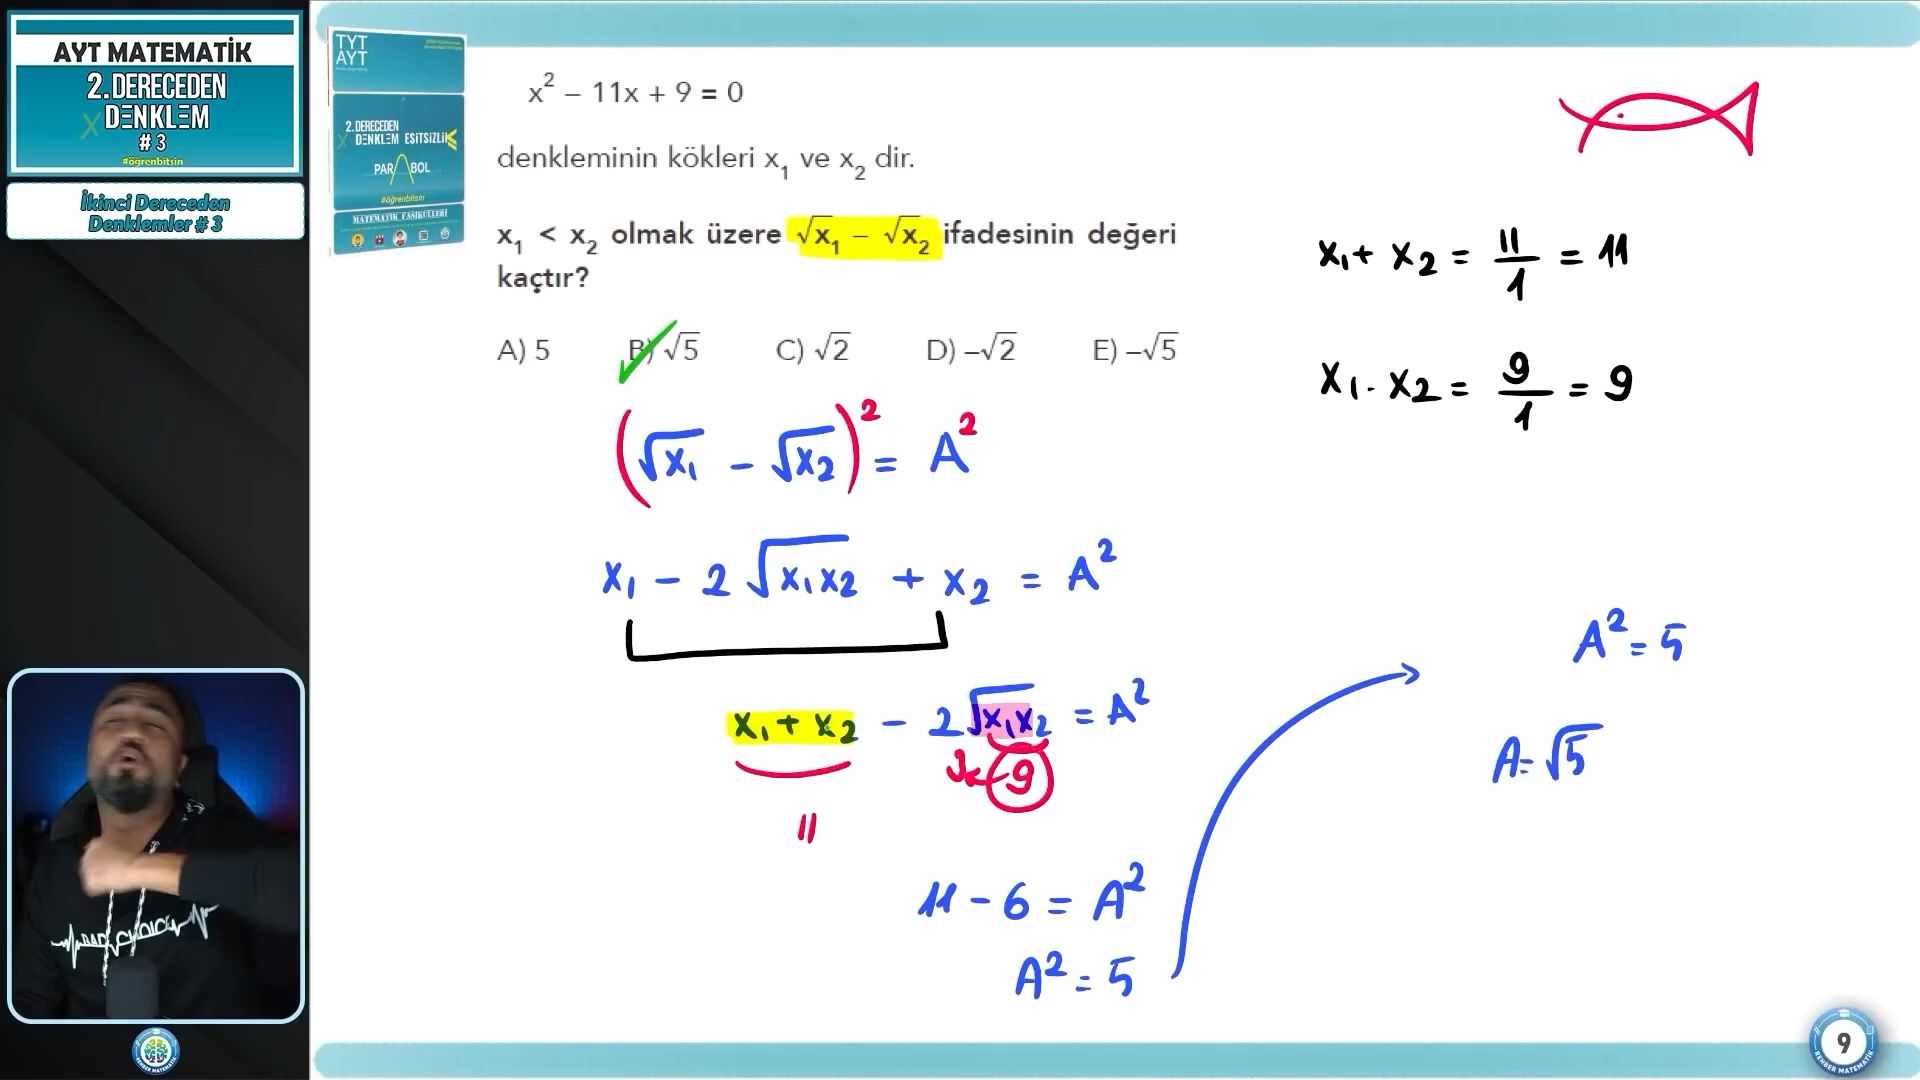 AYT MATEMATİK
2. DERECEDEN
DENKLEM
# 3
#öğrenbitsin
İkinci Dereceden
Denklemler # 3
TYT
AYT
2. DERECEDEN
DENKLEM EŞİTSİZLİK
PARABOL
#öğrenbitsin
MATEMATİK FASİKÜLLERİ
x² – 11x + 9 = 0
denkleminin kökleri x₁ ve x₂ dir.
x₁ < x₂ olmak üzere √x₁ – √x₂ ifadesinin değeri
kaçtır?
A) 5 B) √5 C) √2 D) –√2 E) –√5
x₁ + x₂ = 11/1 = 11
x₁ . x₂ = 9/1 = 9
(√x₁ – √x₂)² = A²
x₁ – 2√x₁x₂ + x₂ = A²
x₁ + x₂ – 2√x₁x₂ = A²
9
11
11 – 6 = A²
A² = 5
A² = 5
A = √5
9
REHBER MATEMATİK
REHBER MATEMATİK